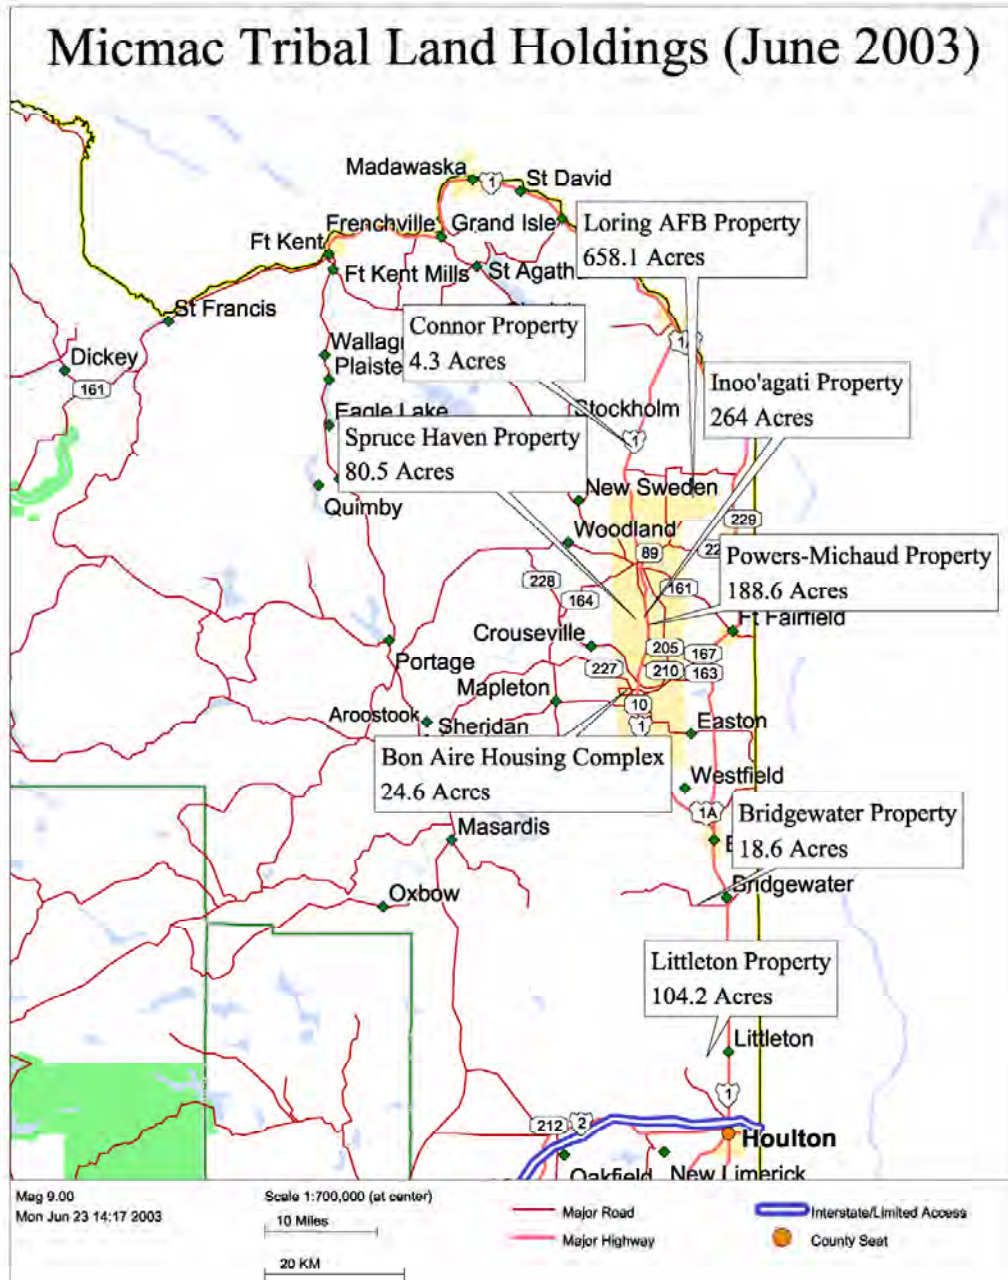 Micmac Tribal Land Holdings (June 2003)
Madawaska
1
St David
Frenchville
Grand Isle
Loring AFB Property
658.1 Acres
Ft Kent
Ft Kent Mills
St Agath
St Francis
Connor Property
4.3 Acres
Wallag
Plaiste
Dickey
161
Inoo'agati Property
264 Acres
Stockholm
1
Eagle Lake
Spruce Haven Property
80.5 Acres
Quimby
New Sweden
229
Woodland
89
22
Powers-Michaud Property
188.6 Acres
228
164
161
Ft Fairfield
Crouseville
205
167
Portage
227
210
163
Mapleton
10
Aroostook
Sheridan
1
Easton
Bon Aire Housing Complex
24.6 Acres
Westfield
1A
Bridgewater Property
18.6 Acres
Masardis
Oxbow
Bridgewater
Littleton Property
104.2 Acres
Littleton
1
212
2
Houlton
Oakfield
New Limerick
Mag 9.00
Mon Jun 23 14:17 2003
Scale 1:700,000 (at center)
10 Miles
20 KM
Major Road
Major Highway
Interstate/Limited Access
County Seat